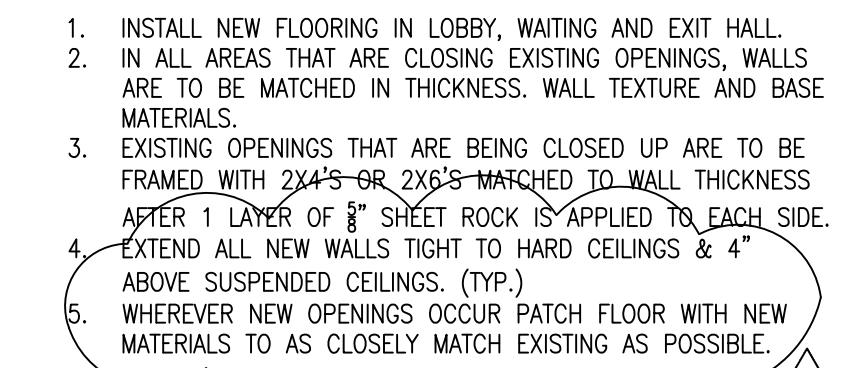 1. INSTALL NEW FLOORING IN LOBBY, WAITING AND EXIT HALL.
2. IN ALL AREAS THAT ARE CLOSING EXISTING OPENINGS, WALLS
ARE TO BE MATCHED IN THICKNESS. WALL TEXTURE AND BASE
MATERIALS.
3. EXISTING OPENINGS THAT ARE BEING CLOSED UP ARE TO BE
FRAMED WITH 2X4'S OR 2X6'S MATCHED TO WALL THICKNESS
AFTER 1 LAYER OF 5/8" SHEET ROCK IS APPLIED TO EACH SIDE.
4. EXTEND ALL NEW WALLS TIGHT TO HARD CEILINGS & 4"
ABOVE SUSPENDED CEILINGS. (TYP.)
5. WHEREVER NEW OPENINGS OCCUR PATCH FLOOR WITH NEW
MATERIALS TO AS CLOSELY MATCH EXISTING AS POSSIBLE.